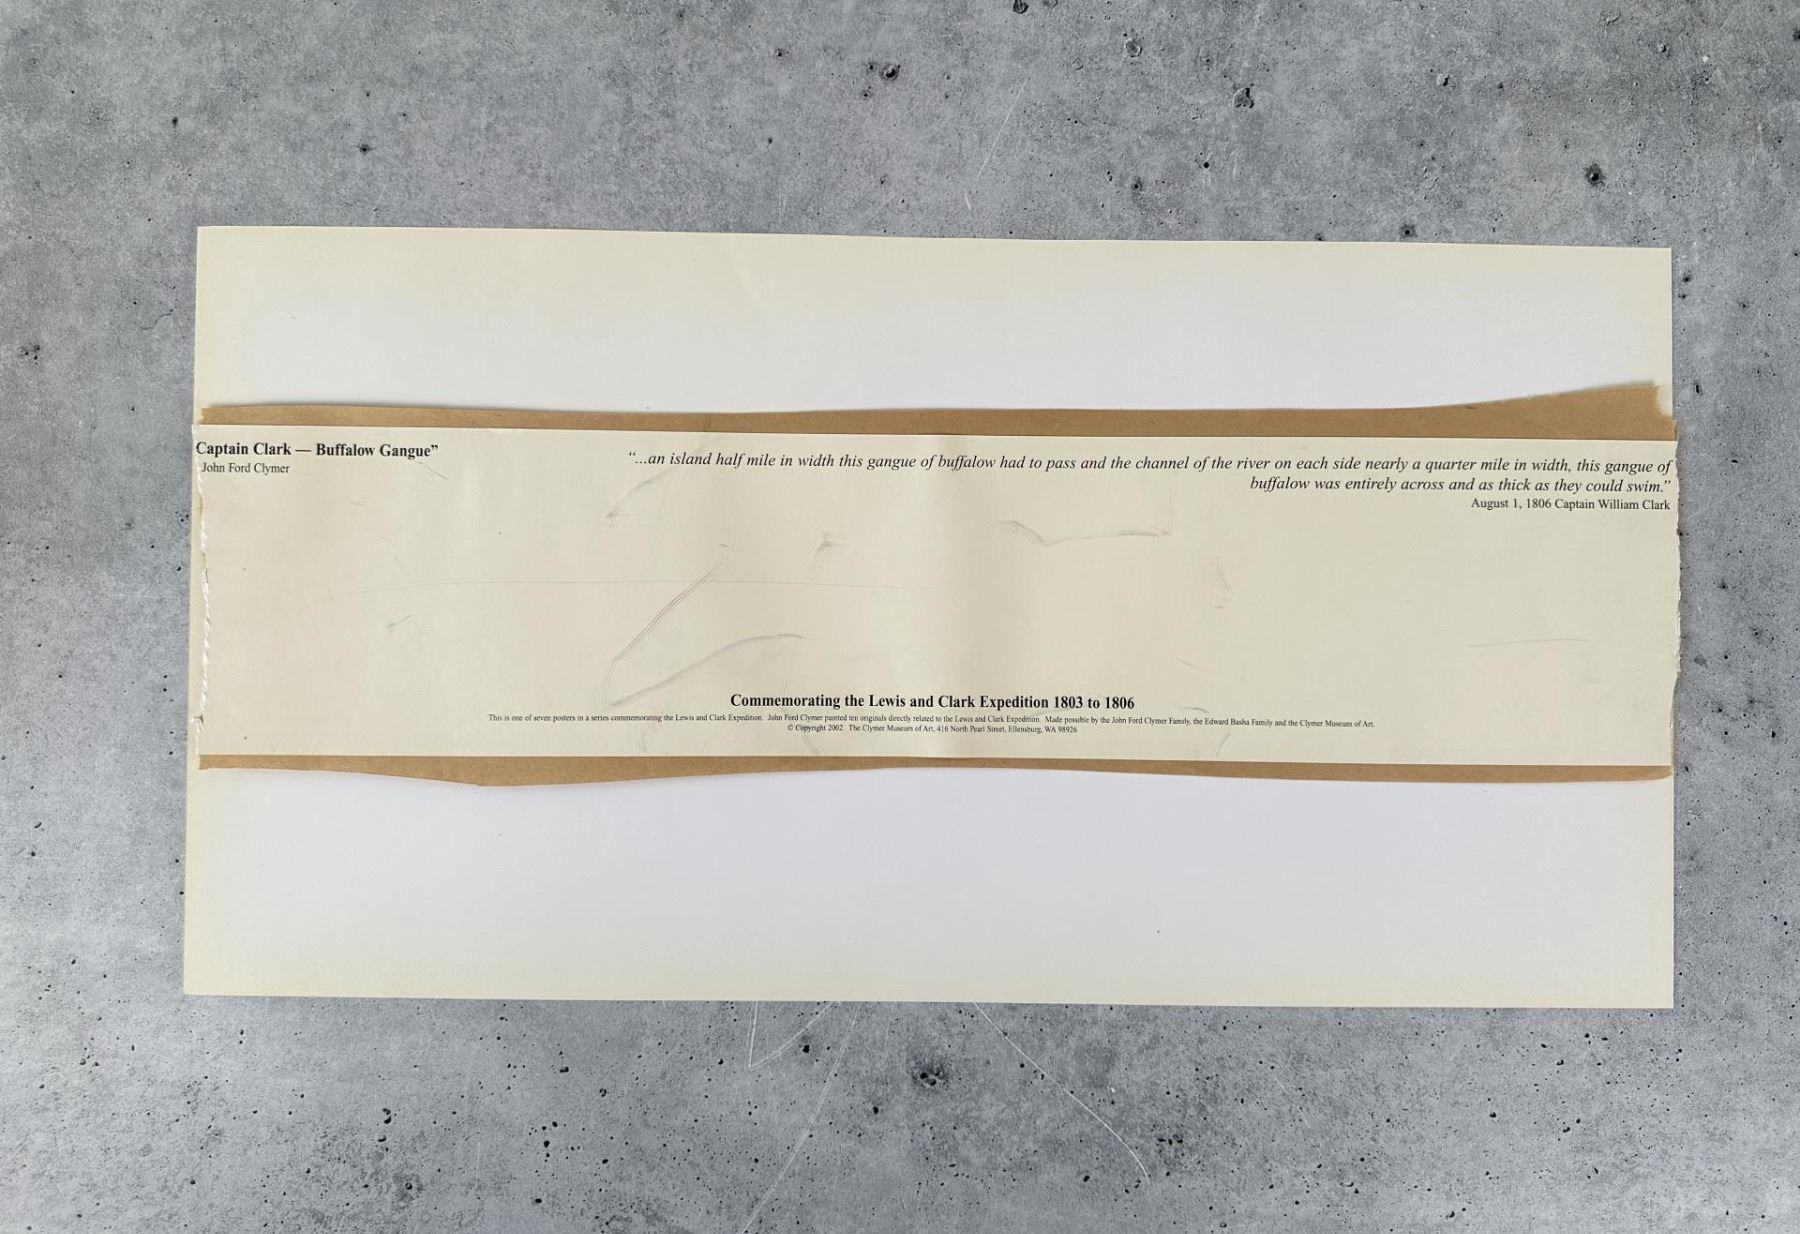 Captain Clark — Buffalow Gangue”
John Ford Clymer
“...an island half mile in width this gangue of buffalow had to pass and the channel of the river on each side nearly a quarter mile in width, this gangue of
buffalow was entirely across and as thick as they could swim.”
August 1, 1806 Captain William Clark
Commemorating the Lewis and Clark Expedition 1803 to 1806
This is one of seven posters in a series commemorating the Lewis and Clark Expedition. John Ford Clymer painted ten originals directly related to the Lewis and Clark Expedition. Made possible by the John Ford Clymer Family, the Edward Basha Family and the Clymer Museum of Art.
© Copyright 2002 The Clymer Museum of Art, 416 North Pearl Street, Ellensburg, WA 98926